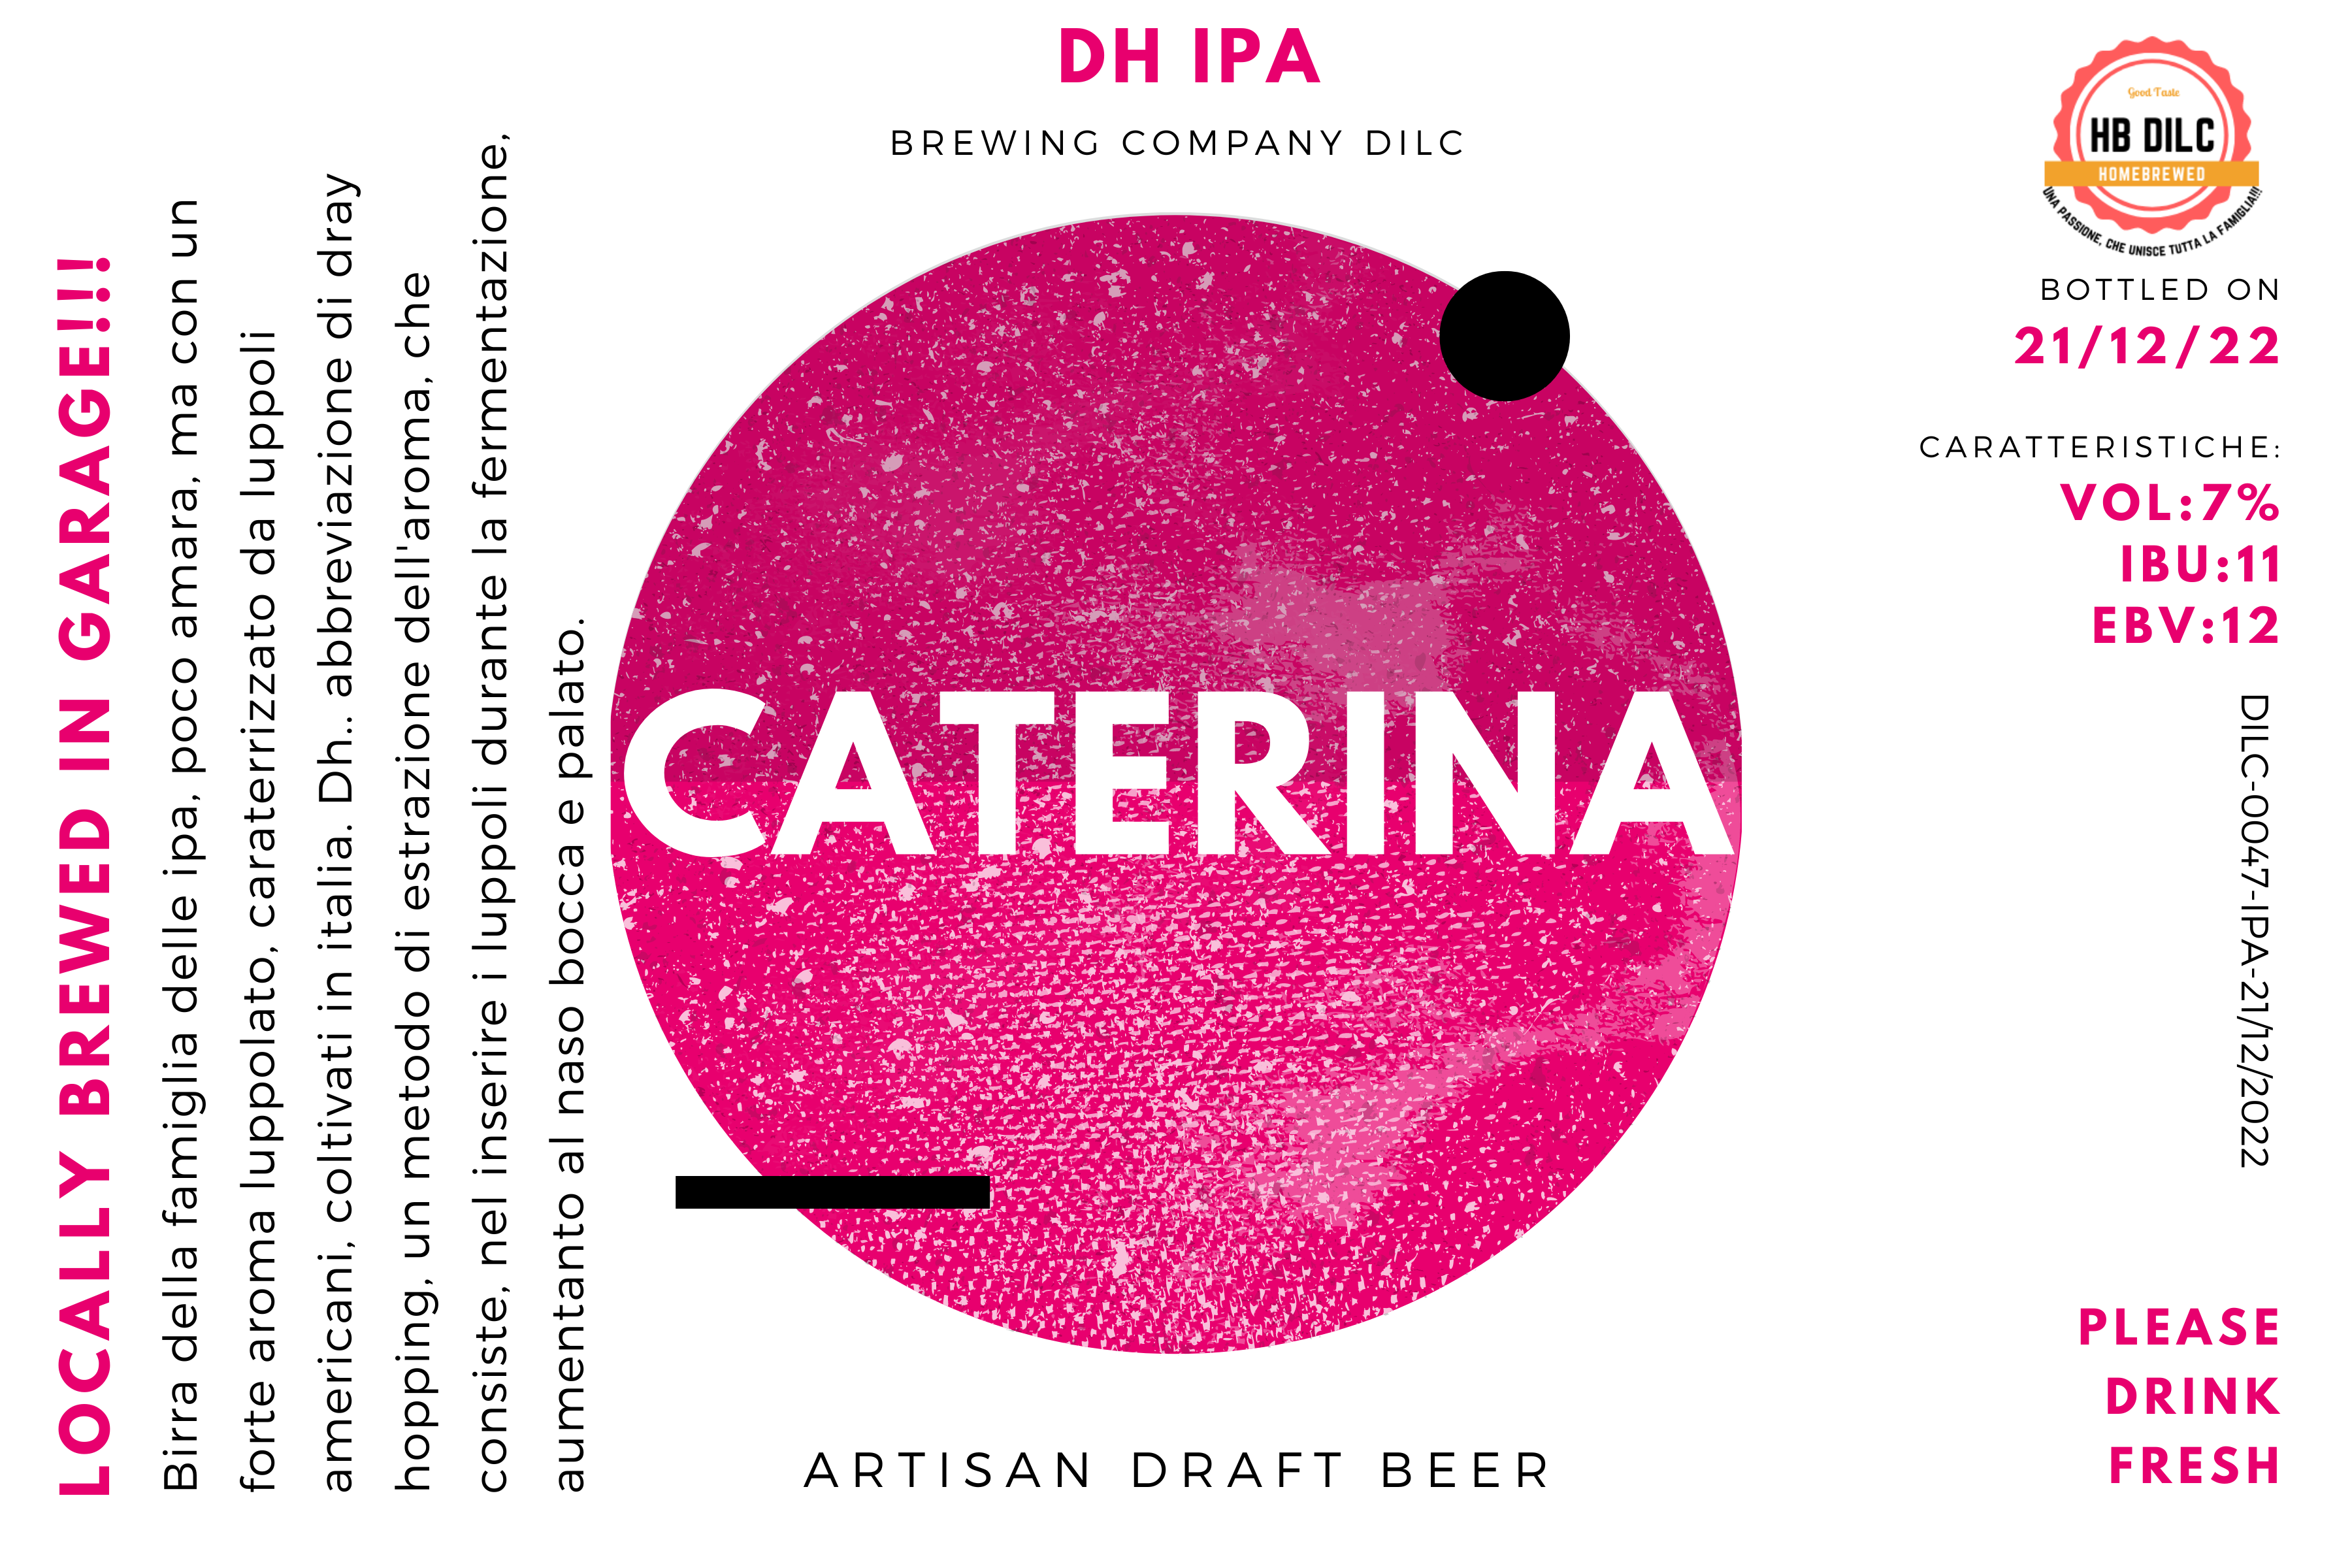 LOCALLY BREWED IN GARAGE!!!
Birra della famiglia delle ipa, poco amara, ma con un
forte aroma luppolato, caraterrizzato da luppoli
americani, coltivati in italia. Dh.. abbreviazione di dray
hopping, un metodo di estrazione dell'aroma, che
consiste, nel inserire i luppoli durante la fermentazione,
aumentanto al naso bocca e palato.
DH IPA
BREWING COMPANY DILC
CATERINA
ARTISAN DRAFT BEER
Good Taste
HB DILC
HOMEBREWED
UNA PASSIONE, CHE UNISCE TUTTA LA FAMIGLIA!!!
BOTTLED ON
21/12/22
CARATTERISTICHE:
VOL:7%
IBU:11
EBV:12
DILC-0047-IPA-21/12/2022
PLEASE
DRINK
FRESH